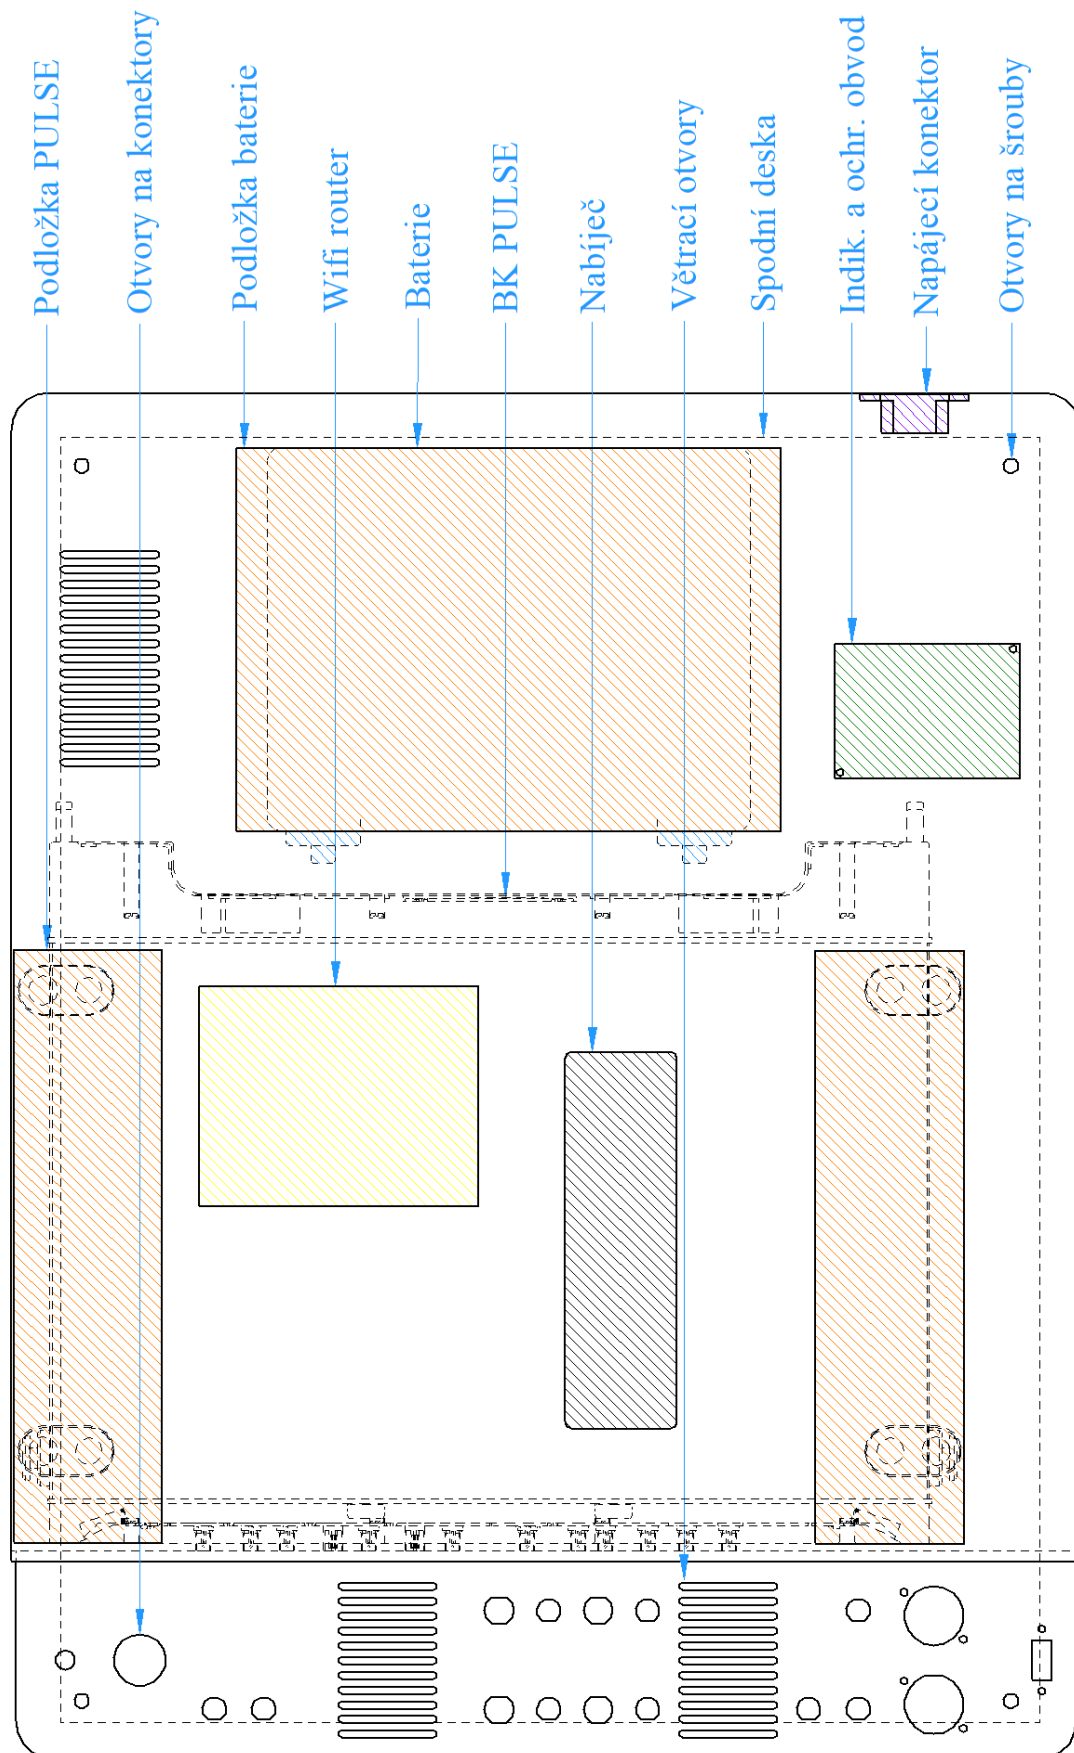 Podložka PULSE
Otvory na konektory
Podložka baterie
Wifi router
Baterie
BK PULSE
Nabíječ
Větrací otvory
Spodní deska
Indik. a ochr. obvod
Napájecí konektor
Otvory na šrouby